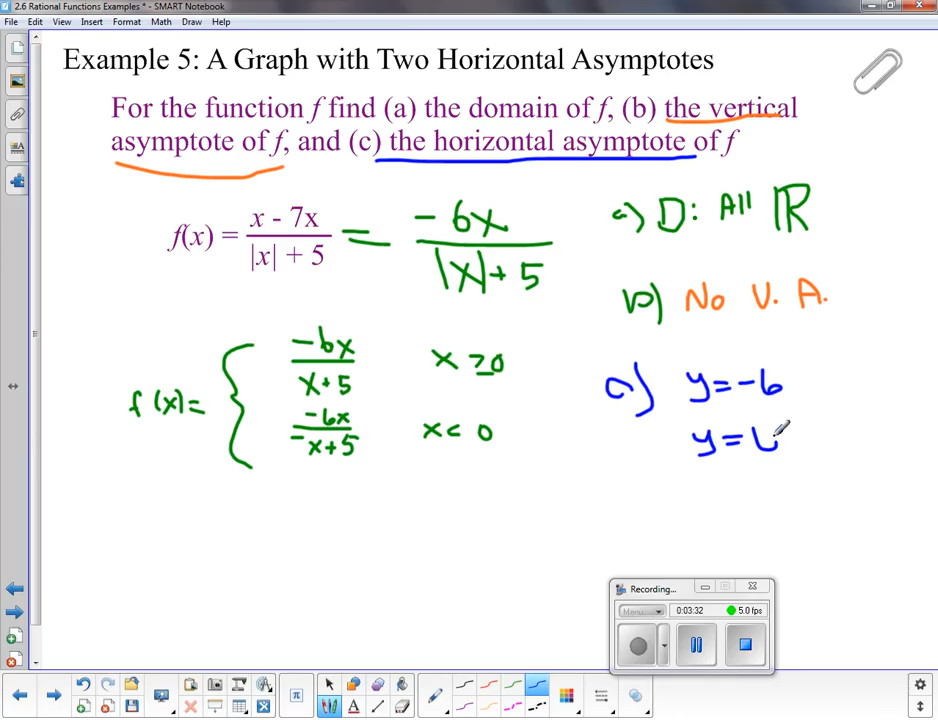 2.6 Rational Functions Examples * - SMART Notebook
File Edit View Insert Format Math Draw Help
Example 5: A Graph with Two Horizontal Asymptotes
For the function f find (a) the domain of f, (b) the vertical
asymptote of f, and (c) the horizontal asymptote of f
f(x) = x - 7x / |x| + 5 = -6x / |x| + 5
a) D: All ℝ
b) No V. A.
f(x) = { -6x / x+5 x ≥ 0
-6x / -x+5 x < 0
c) y = -6
y =
Recording...
Menu 0:03:32 5.0 fps